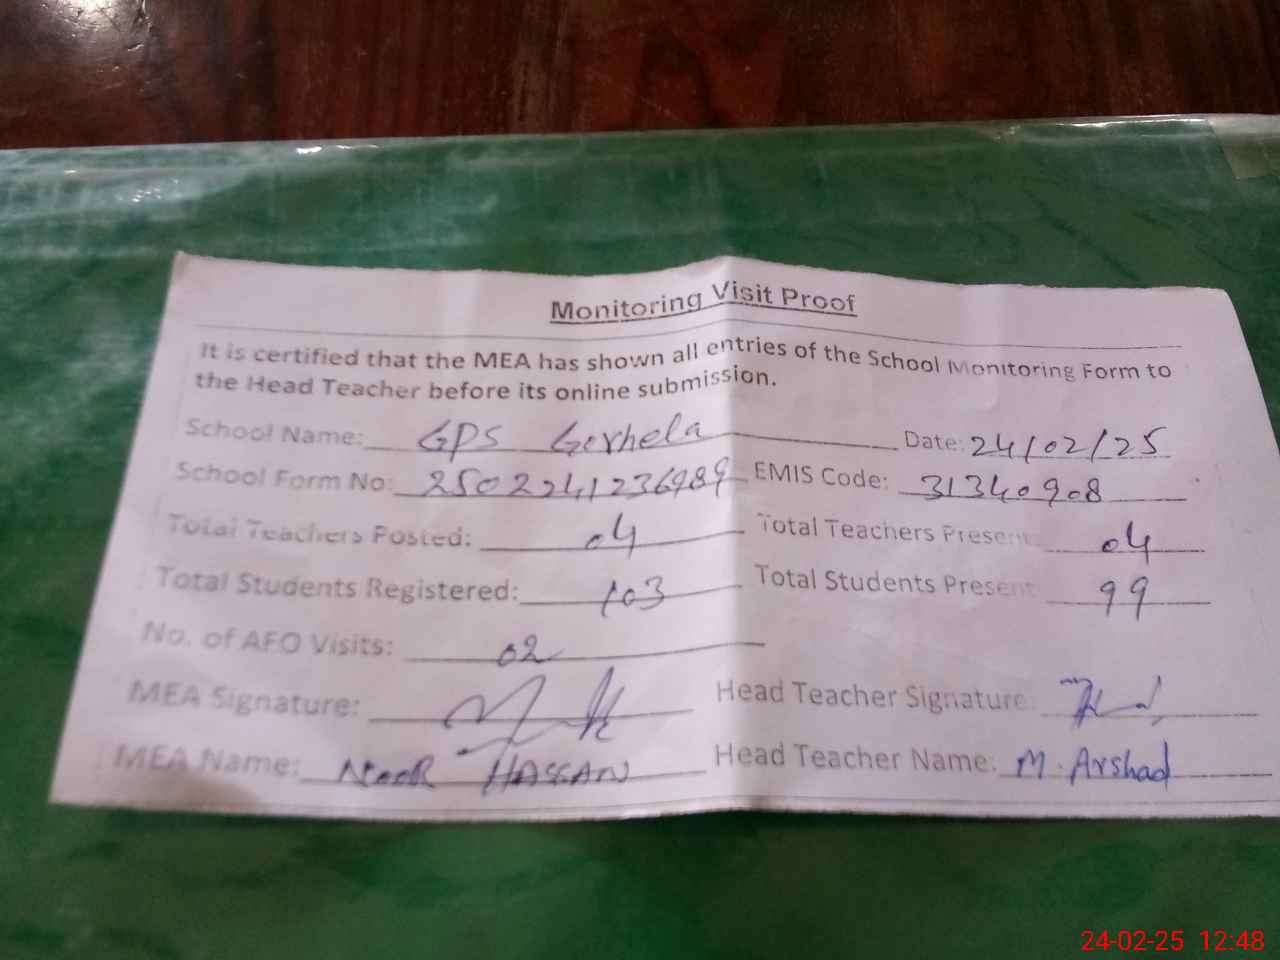 Monitoring Visit Proof
It is certified that the MEA has shown all entries of the School Monitoring Form to
the Head Teacher before its online submission.
School Name: GPS Gorhela Date: 24/02/25
School Form No: 2502241236989 EMIS Code: 31340908
Total Teachers Posted: 04 Total Teachers Present 04
Total Students Registered: 103 Total Students Present 99
No. of AFO Visits: 02
MEA Signature: Head Teacher Signature:
MEA Name: NOOR HASSAN Head Teacher Name: M. Arshad
24-02-25 12:48